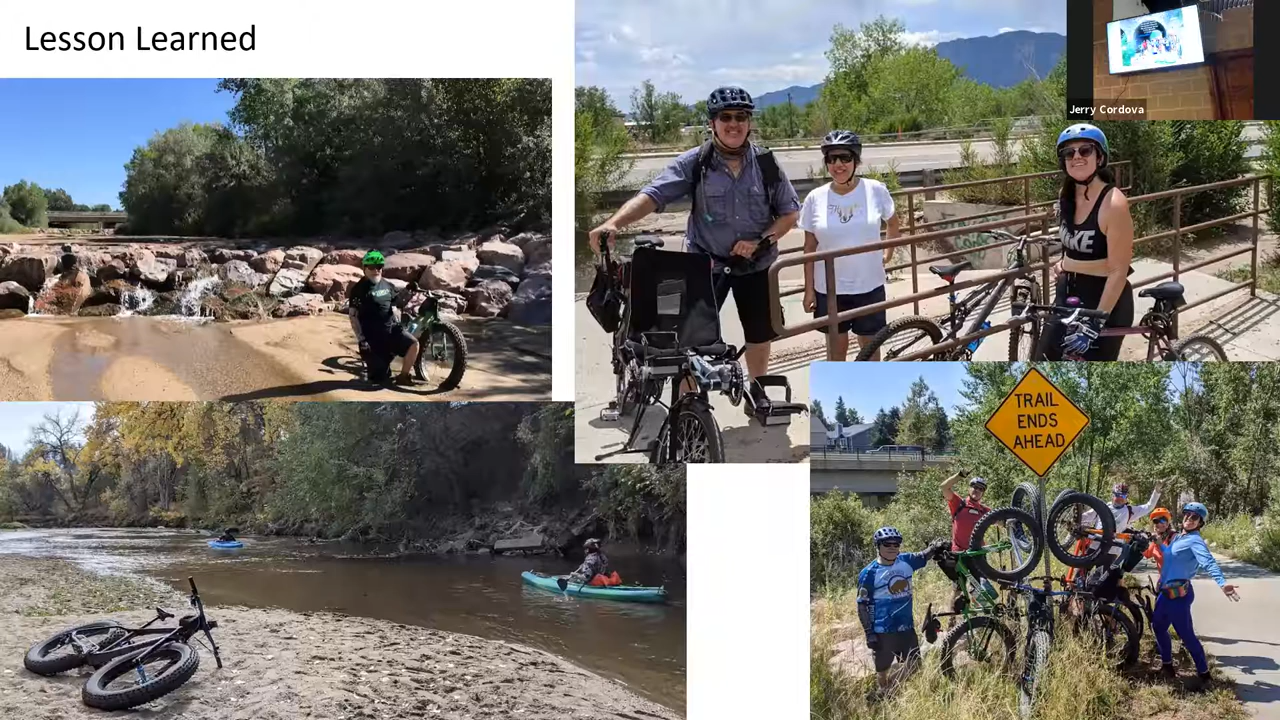 Lesson Learned
Jerry Cordova
NIKE
TRAIL
ENDS
AHEAD